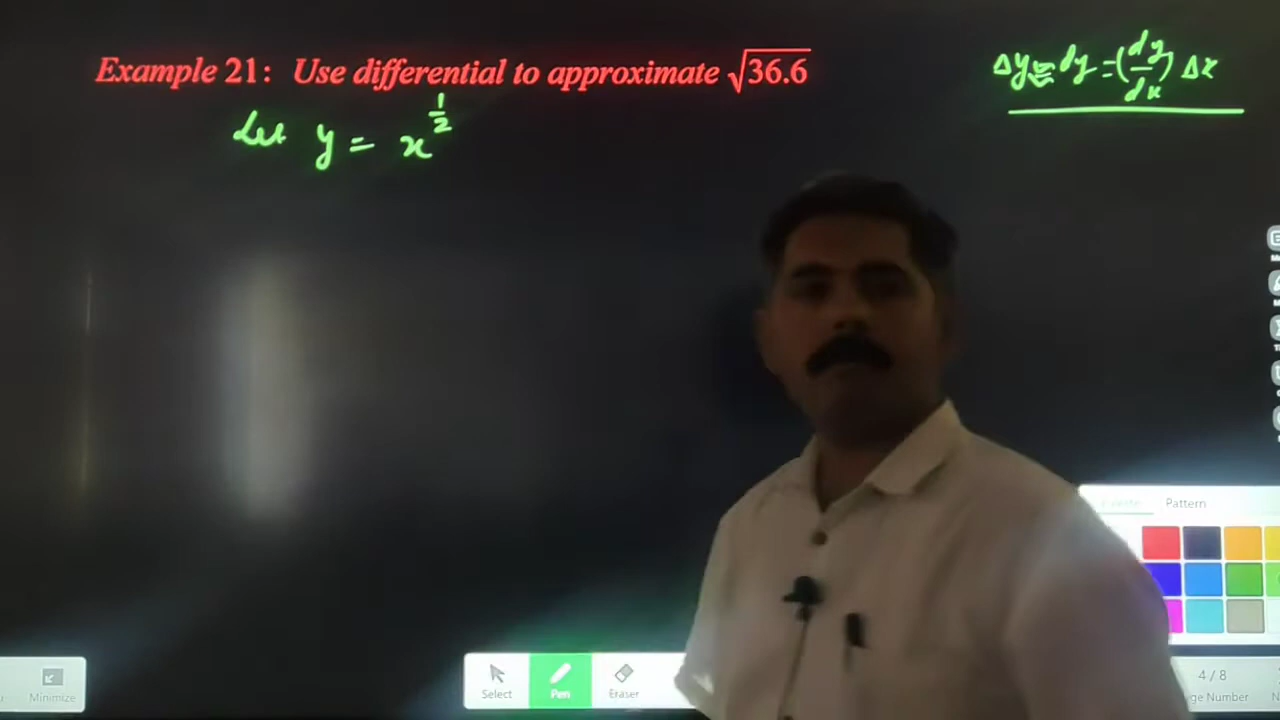 Example 21: Use differential to approximate √36.6
Δy ≅ dy = (dy/dx) Δx
Let y = x^(1/2)
Pattern
Select
Pen
Eraser
Minimize
4 / 8
ge Number